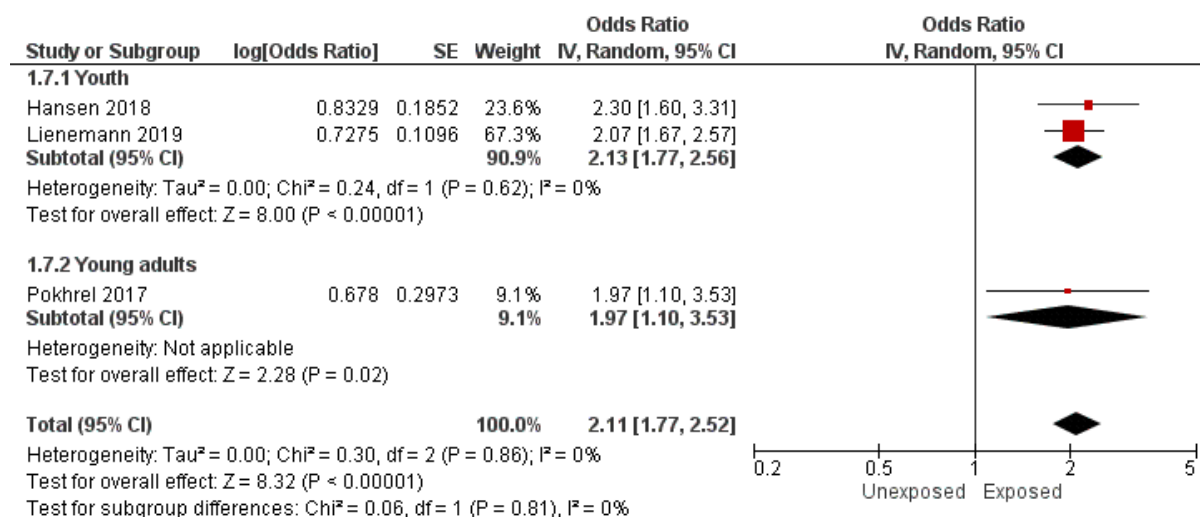 Odds Ratio Odds Ratio
Study or Subgroup log[Odds Ratio] SE Weight IV, Random, 95% CI IV, Random, 95% CI
1.7.1 Youth
Hansen 2018 0.8329 0.1852 23.6% 2.30 [1.60, 3.31]
Lienemann 2019 0.7275 0.1096 67.3% 2.07 [1.67, 2.57]
Subtotal (95% CI) 90.9% 2.13 [1.77, 2.56]
Heterogeneity: Tau² = 0.00; Chi² = 0.24, df = 1 (P = 0.62); I² = 0%
Test for overall effect: Z = 8.00 (P < 0.00001)
1.7.2 Young adults
Pokhrel 2017 0.678 0.2973 9.1% 1.97 [1.10, 3.53]
Subtotal (95% CI) 9.1% 1.97 [1.10, 3.53]
Heterogeneity: Not applicable
Test for overall effect: Z = 2.28 (P = 0.02)
Total (95% CI) 100.0% 2.11 [1.77, 2.52]
Heterogeneity: Tau² = 0.00; Chi² = 0.30, df = 2 (P = 0.86); I² = 0%
Test for overall effect: Z = 8.32 (P < 0.00001)
Test for subgroup differences: Chi² = 0.06, df = 1 (P = 0.81), I² = 0%
0.2 0.5 1 2 5
Unexposed Exposed